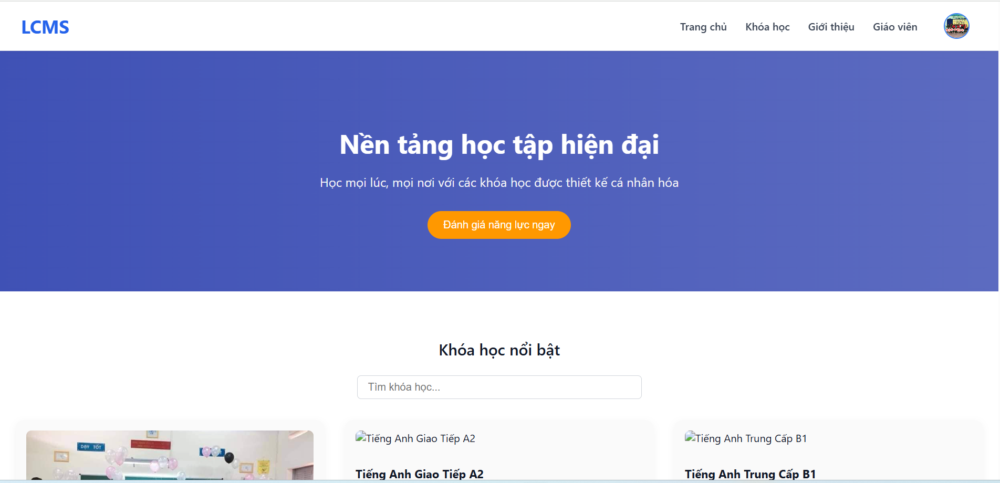 LCMS
Trang chủ Khóa học Giới thiệu Giáo viên
Nền tảng học tập hiện đại
Học mọi lúc, mọi nơi với các khóa học được thiết kế cá nhân hóa
Đánh giá năng lực ngay
Khóa học nổi bật
Tìm khóa học...
DẠY TỐT
Tiếng Anh Giao Tiếp A2
Tiếng Anh Giao Tiếp A2
Tiếng Anh Trung Cấp B1
Tiếng Anh Trung Cấp B1